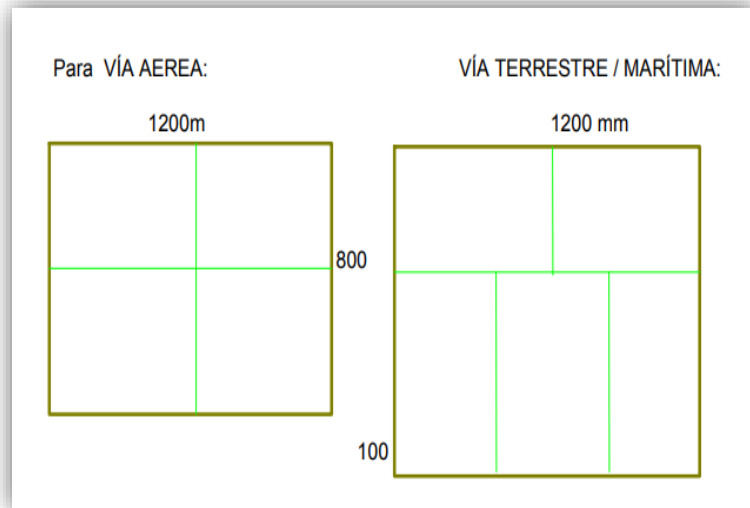 Para VÍA AEREA:
VÍA TERRESTRE / MARÍTIMA:
1200m
1200 mm
800
100